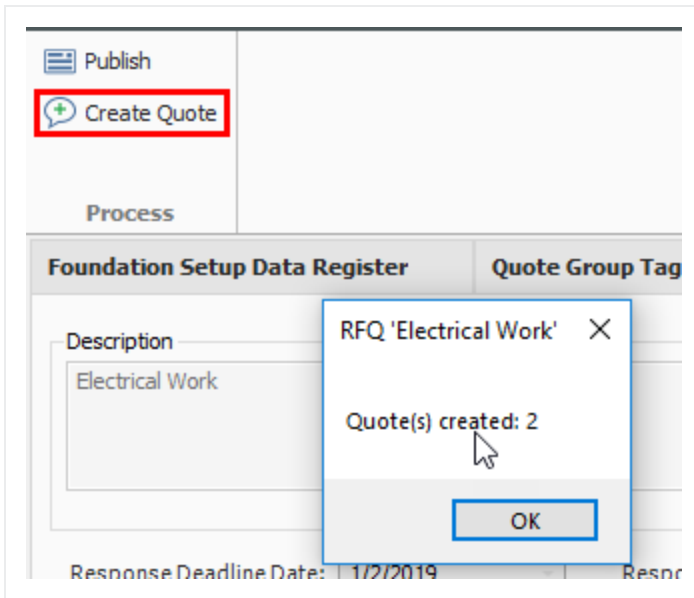 Publish
Create Quote
Process
Foundation Setup Data Register
Quote Group Tag
RFQ 'Electrical Work'
Description
Electrical Work
Quote(s) created: 2
OK
Response Deadline Date: 1/2/2019
Respo